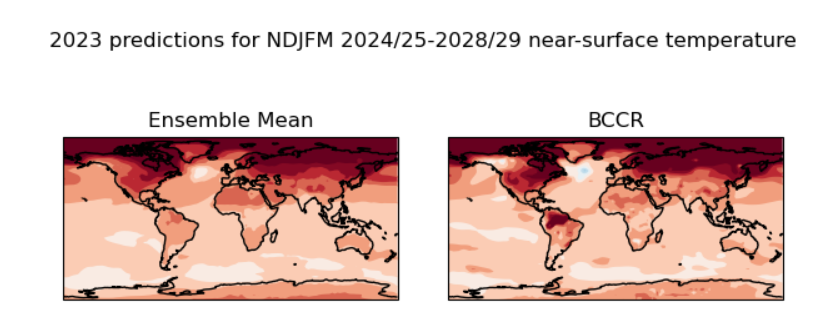 2023 predictions for NDJFM 2024/25-2028/29 near-surface temperature
Ensemble Mean
BCCR